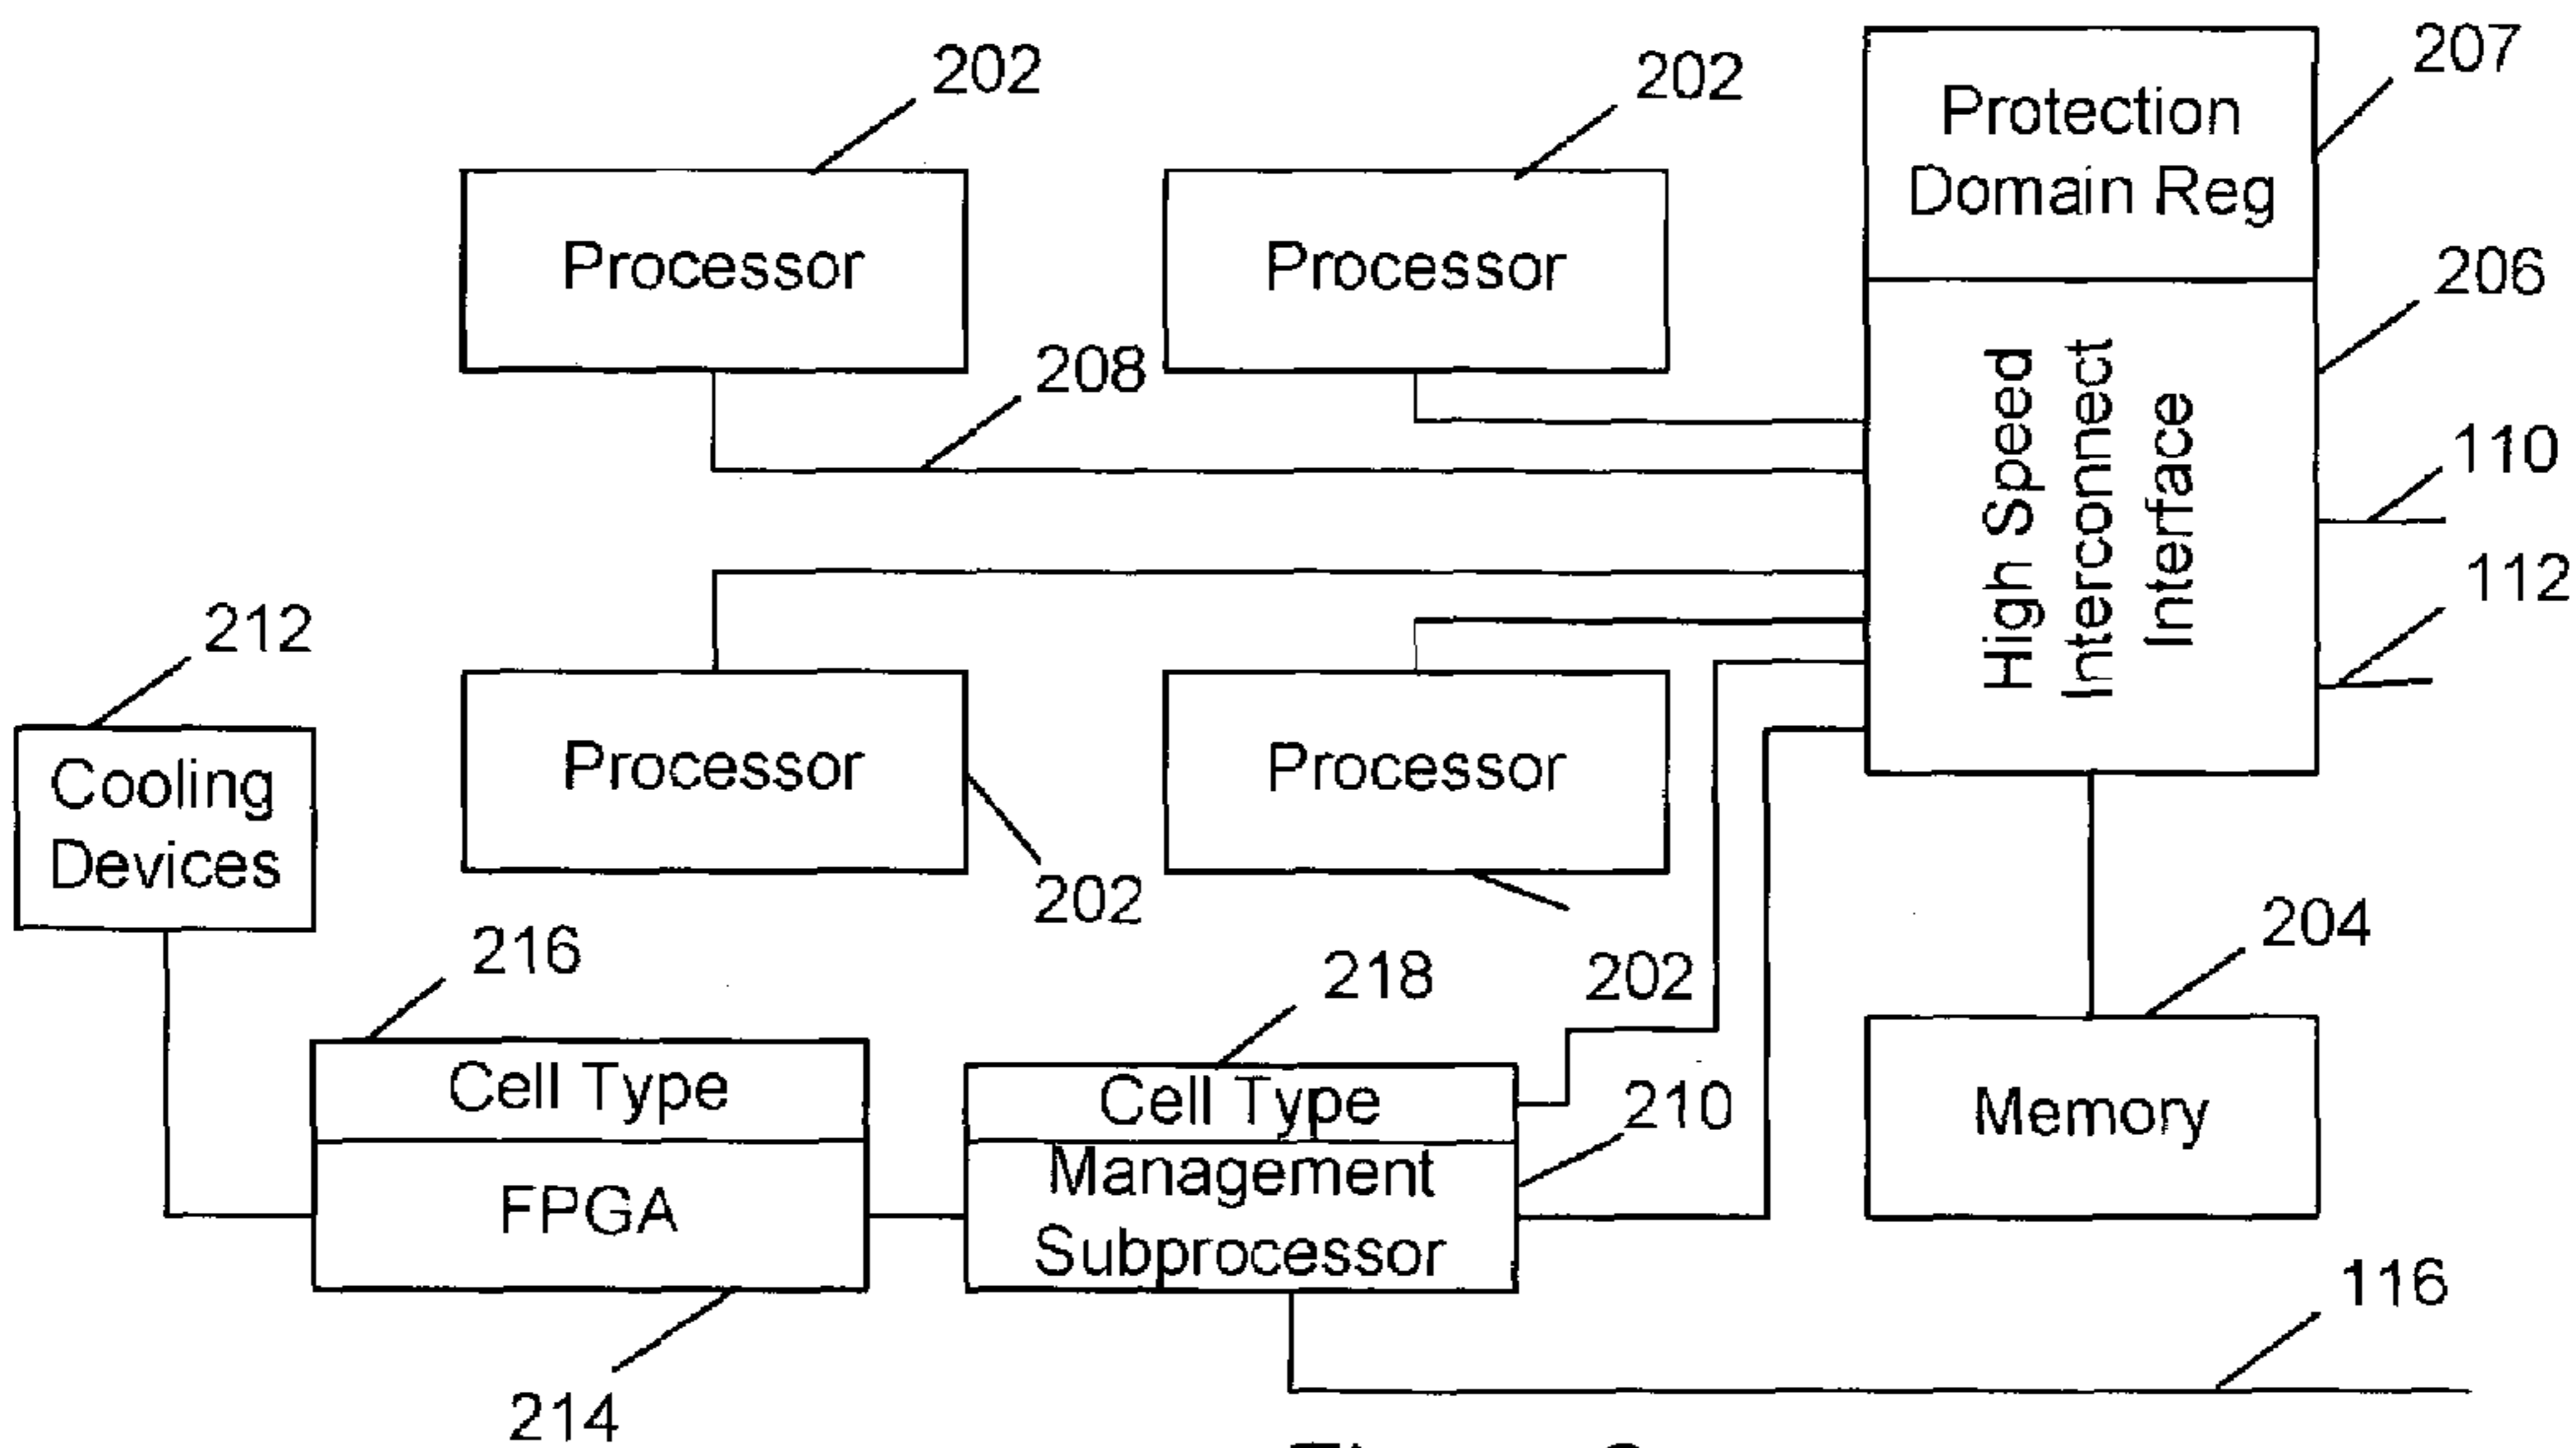 202
202
207
Protection
Domain Reg
Processor
Processor
206
208
High Speed
Interconnect
Interface
110
112
212
Cooling
Devices
Processor
Processor
202
202
216
218
204
Cell Type
Cell Type
210
Memory
FPGA
Management
Subprocessor
116
214